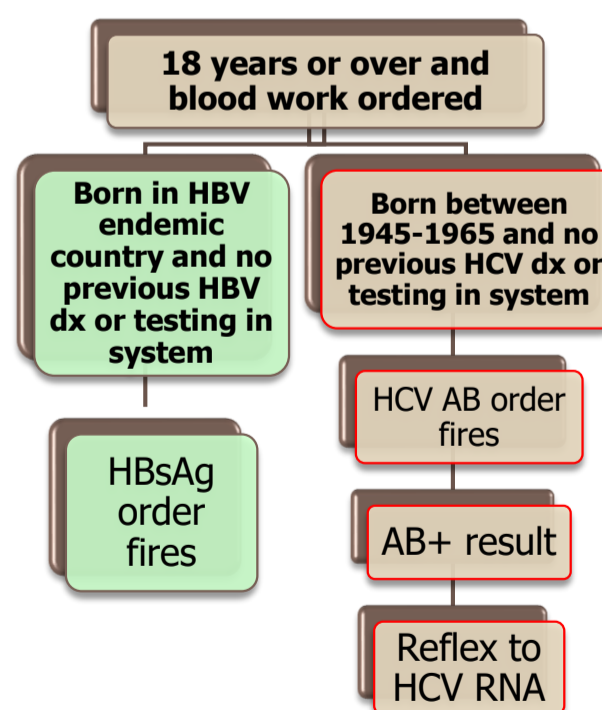 18 years or over and
blood work ordered
Born in HBV
endemic
country and no
previous HBV
dx or testing in
system
HBsAg
order
fires
Born between
1945-1965 and no
previous HCV dx or
testing in system
HCV AB order
fires
AB+ result
Reflex to
HCV RNA